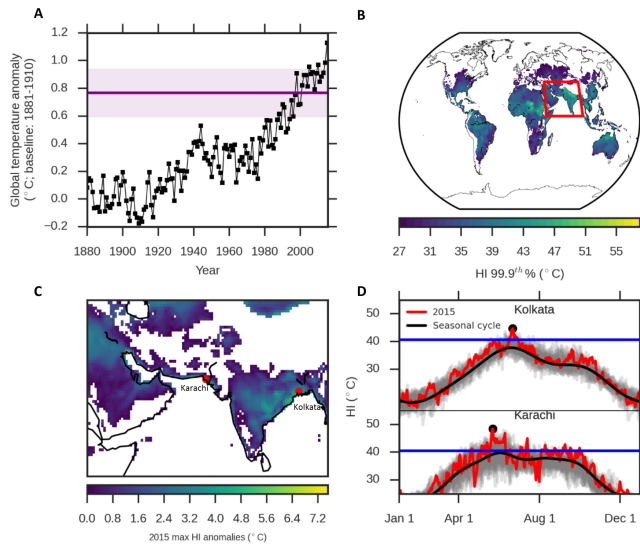 A
Global temperature anomaly
(°C; baseline: 1881-1910)
1.2
1.0
0.8
0.6
0.4
0.2
0.0
−0.2
1880 1900 1920 1940 1960 1980 2000
Year
B
27 31 35 39 43 47 51 55
HI 99.9th % (°C)
C
Karachi
Kolkata
0.0 0.8 1.6 2.4 3.2 4.0 4.8 5.6 6.4 7.2
2015 max HI anomalies (°C)
D
HI (°C)
Kolkata
2015
Seasonal cycle
50
40
30
Karachi
50
40
30
Jan 1 Apr 1 Aug 1 Dec 1